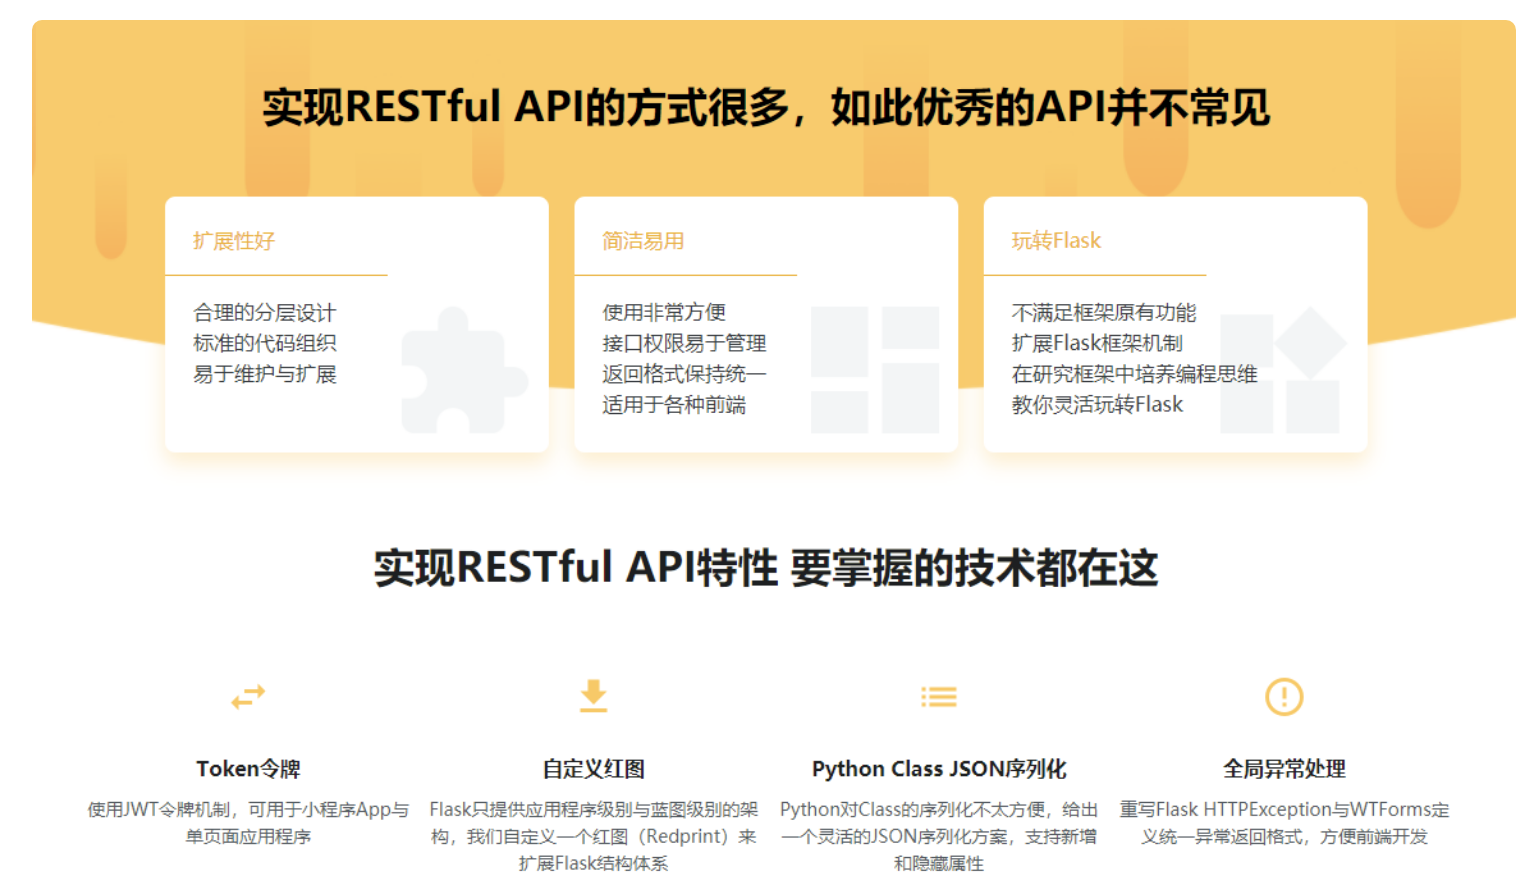 实现RESTful API的方式很多，如此优秀的API并不常见
扩展性好
合理的分层设计
标准的代码组织
易于维护与扩展
简洁易用
使用非常方便
接口权限易于管理
返回格式保持统一
适用于各种前端
玩转Flask
不满足框架原有功能
扩展Flask框架机制
在研究框架中培养编程思维
教你灵活玩转Flask
实现RESTful API特性 要掌握的技术都在这
Token令牌
使用JWT令牌机制，可用于小程序App与
单页面应用程序
自定义红图
Flask只提供应用程序级别与蓝图级别的架
构，我们自定义一个红图（Redprint）来
扩展Flask结构体系
Python Class JSON序列化
Python对Class的序列化不太方便，给出
一个灵活的JSON序列化方案，支持新增
和隐藏属性
全局异常处理
重写Flask HTTPException与WTForms定
义统一异常返回格式，方便前端开发